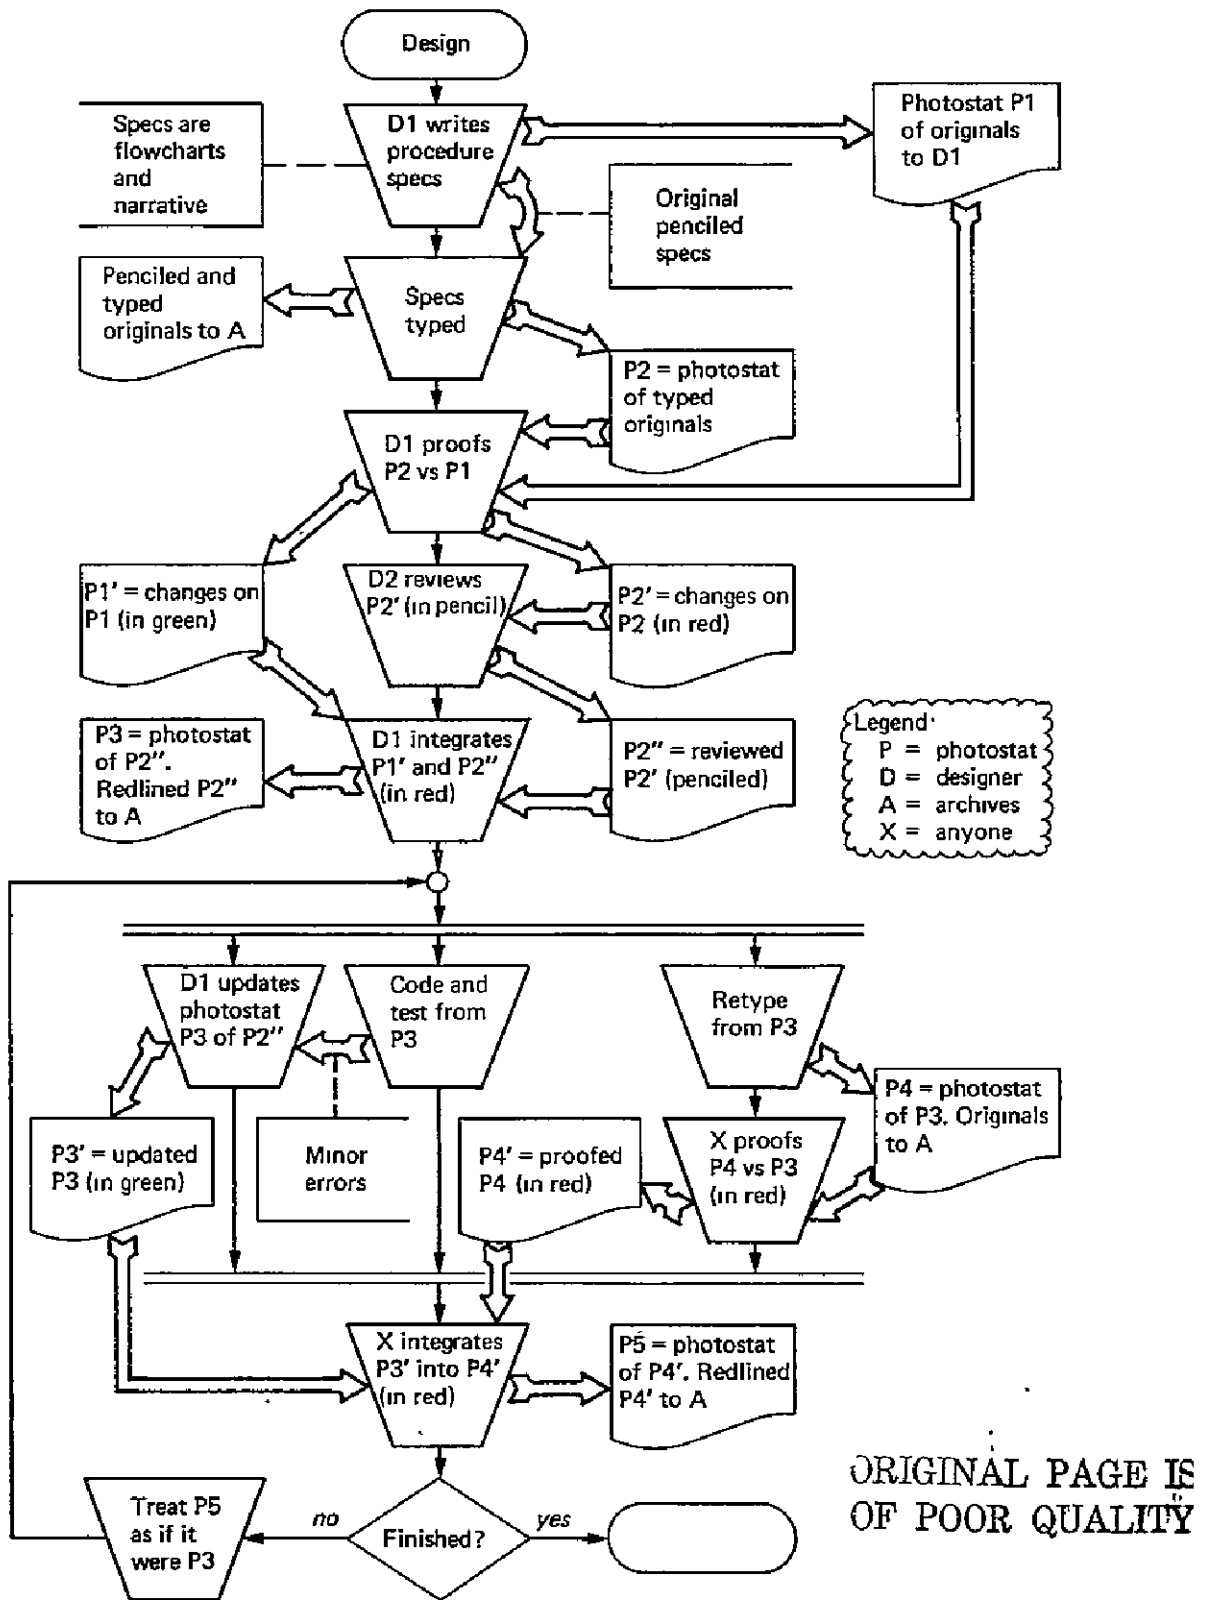 Design
Specs are
flowcharts
and
narrative
D1 writes
procedure
specs
Photostat P1
of originals
to D1
Original
penciled
specs
Penciled and
typed
originals to A
Specs
typed
P2 = photostat
of typed
originals
D1 proofs
P2 vs P1
P1' = changes on
P1 (in green)
D2 reviews
P2' (in pencil)
P2' = changes on
P2 (in red)
P3 = photostat
of P2''.
Redlined P2''
to A
D1 integrates
P1' and P2''
(in red)
P2'' = reviewed
P2' (penciled)
Legend:
P = photostat
D = designer
A = archives
X = anyone
D1 updates
photostat
P3 of P2''
Code and
test from
P3
Retype
from P3
P4 = photostat
of P3. Originals
to A
P3' = updated
P3 (in green)
Minor
errors
P4' = proofed
P4 (in red)
X proofs
P4 vs P3
(in red)
X integrates
P3' into P4'
(in red)
P5 = photostat
of P4'. Redlined
P4' to A
Treat P5
as if it
were P3
no
Finished?
yes
ORIGINAL PAGE IS
OF POOR QUALITY